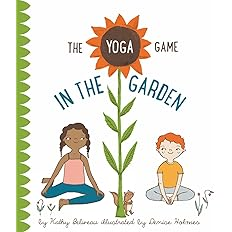 THE YOGA GAME
IN THE GARDEN
by Kathy Beliveau illustrated by Denise Holmes